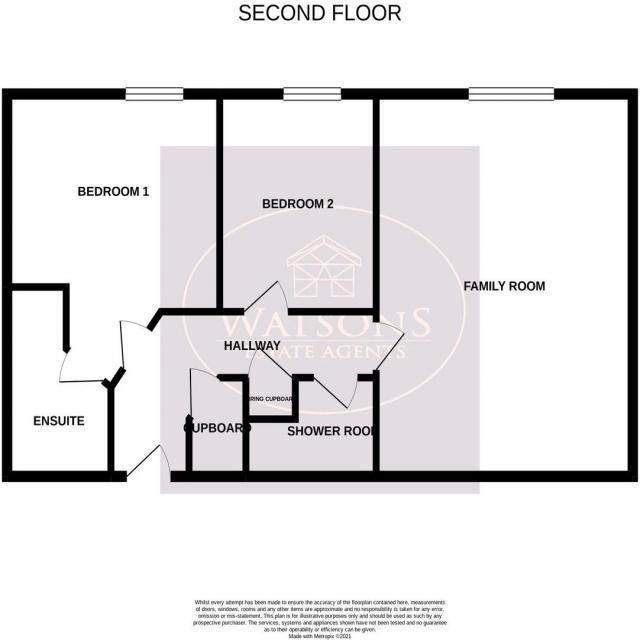 SECOND FLOOR
BEDROOM 1
BEDROOM 2
FAMILY ROOM
WATSONS
HALLWAY
ESTATE AGENTS
CUPBOARD
ENSUITE
CUPBOARD
SHOWER ROOM
Whilst every attempt has been made to ensure the accuracy of the floorplan contained here, measurements
of doors, windows, rooms and any other items are approximate and no responsibility is taken for any error,
omission or mis-statement. This plan is for illustrative purposes only and should be used as such by any
prospective purchaser. The services, systems and appliances shown have not been tested and no guarantee
as to their operability or efficiency can be given.
Made with Metropix ©2021